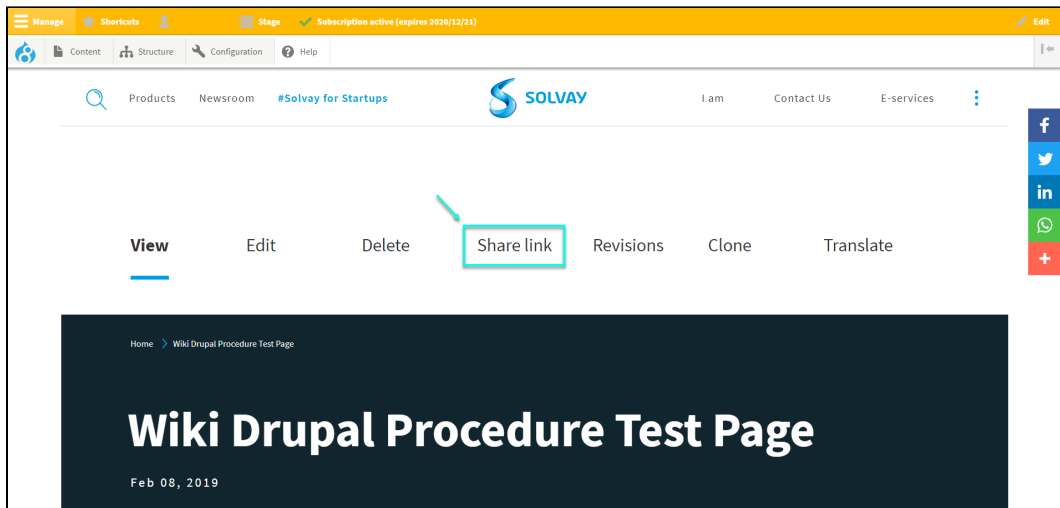 Manage Shortcuts Stage Subscription active (expires 2020/12/21) Edit
Content Structure Configuration Help
Products Newsroom #Solvay for Startups SOLVAY I am Contact Us E-services
f
in
+
View Edit Delete Share link Revisions Clone Translate
Home Wiki Drupal Procedure Test Page
Wiki Drupal Procedure Test Page
Feb 08, 2019